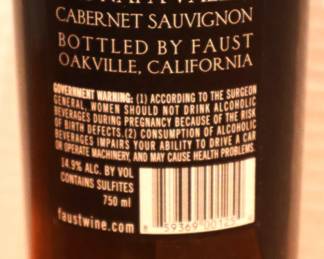 NAPA VALLEY
CABERNET SAUVIGNON
BOTTLED BY FAUST
OAKVILLE, CALIFORNIA
GOVERNMENT WARNING: (1) ACCORDING TO THE SURGEON
GENERAL, WOMEN SHOULD NOT DRINK ALCOHOLIC
BEVERAGES DURING PREGNANCY BECAUSE OF THE RISK
OF BIRTH DEFECTS. (2) CONSUMPTION OF ALCOHOLIC
BEVERAGES IMPAIRS YOUR ABILITY TO DRIVE A CAR
OR OPERATE MACHINERY, AND MAY CAUSE HEALTH PROBLEMS.
14.9% ALC. BY VOL
CONTAINS SULFITES
750 ml
faustwine.com